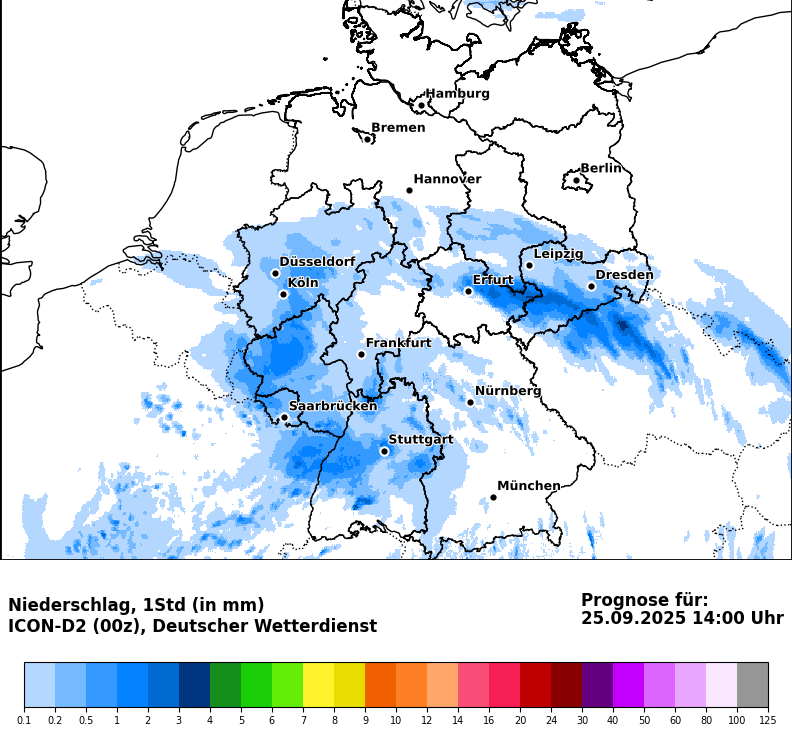 Hamburg
Bremen
Berlin
Hannover
Leipzig
Düsseldorf
Dresden
Erfurt
Köln
Frankfurt
Nürnberg
Saarbrücken
Stuttgart
München
Niederschlag, 1Std (in mm)
ICON-D2 (00z), Deutscher Wetterdienst
Prognose für:
25.09.2025 14:00 Uhr
0.1 0.2 0.5 1 2 3 4 5 6 7 8 9 10 12 14 16 20 24 30 40 50 60 80 100 125